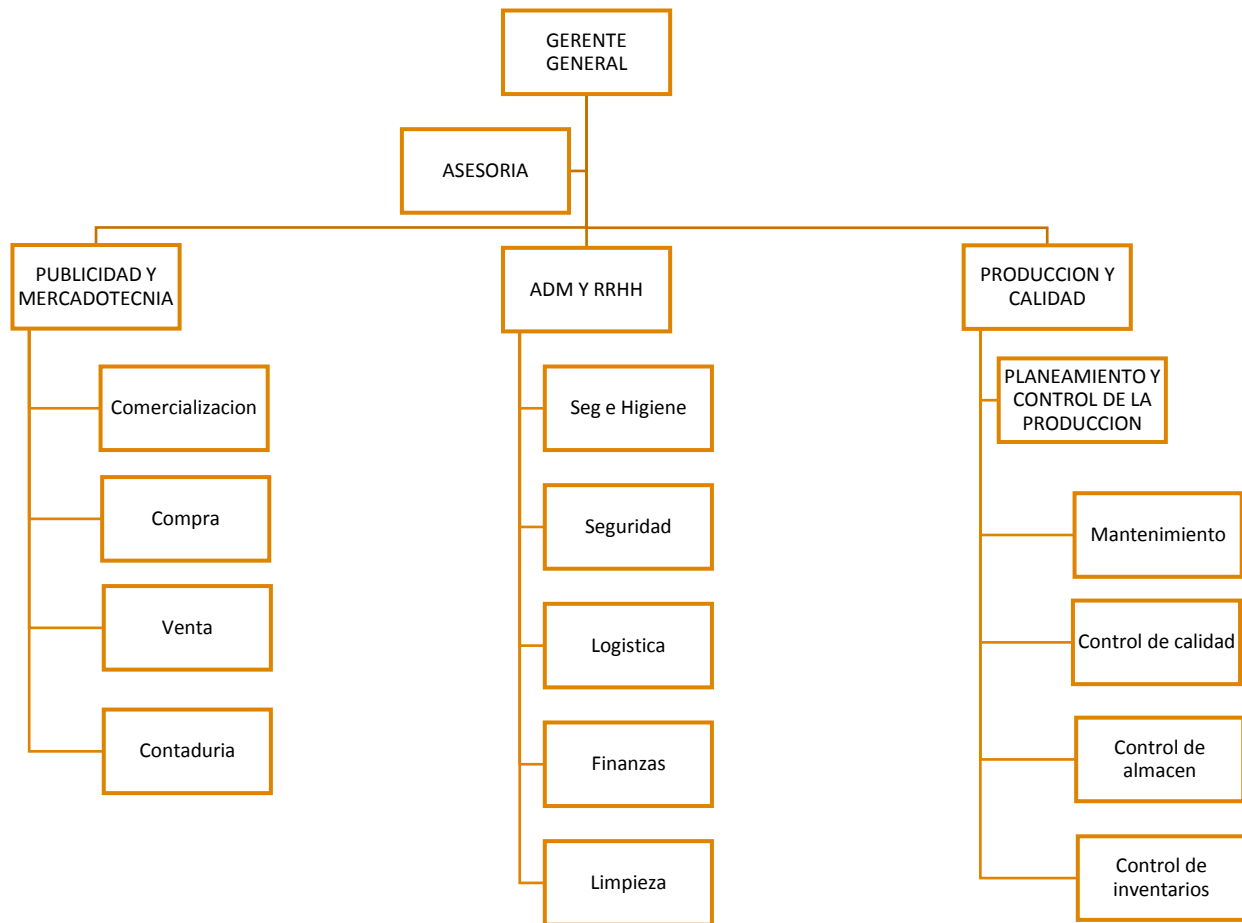 GERENTE
GENERAL
ASESORIA
PUBLICIDAD Y
MERCADOTECNIA
ADM Y RRHH
PRODUCCION Y
CALIDAD
Comercializacion
Compra
Venta
Contaduria
Seg e Higiene
Seguridad
Logistica
Finanzas
Limpieza
PLANEAMIENTO Y
CONTROL DE LA
PRODUCCION
Mantenimiento
Control de calidad
Control de
almacen
Control de
inventarios